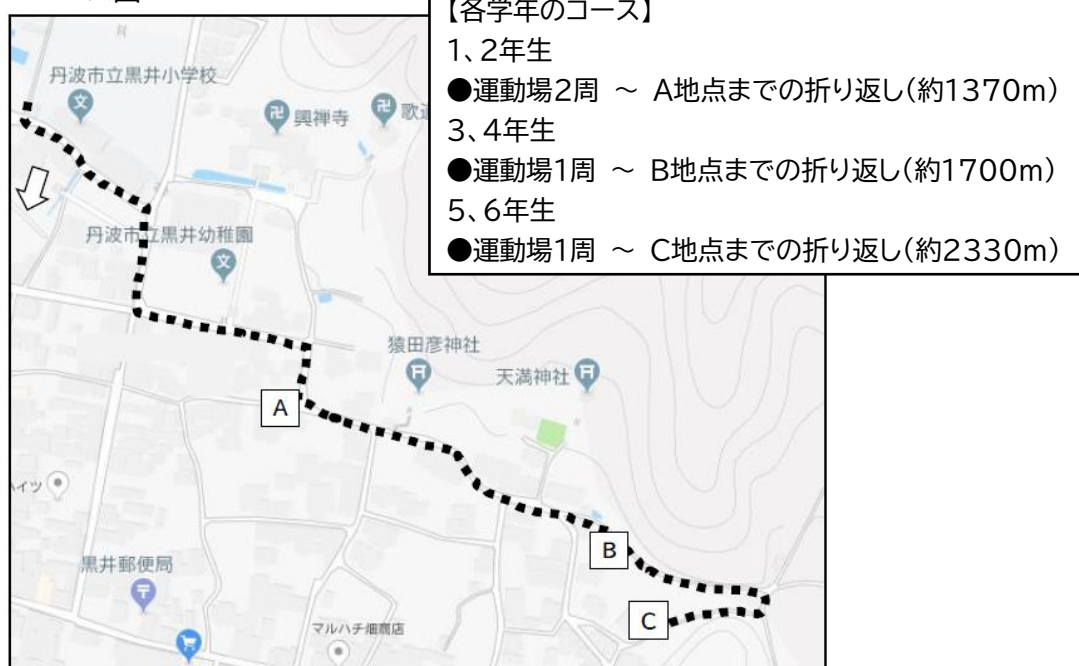 【各学年のコース】
1、2年生
●運動場2周 ～ A地点までの折り返し(約1370m)
3、4年生
●運動場1周 ～ B地点までの折り返し(約1700m)
5、6年生
●運動場1周 ～ C地点までの折り返し(約2330m)
丹波市立黒井小学校
興禅寺
丹波市立黒井幼稚園
猿田彦神社
天満神社
A
B
黒井郵便局
C
マルハチ畑商店